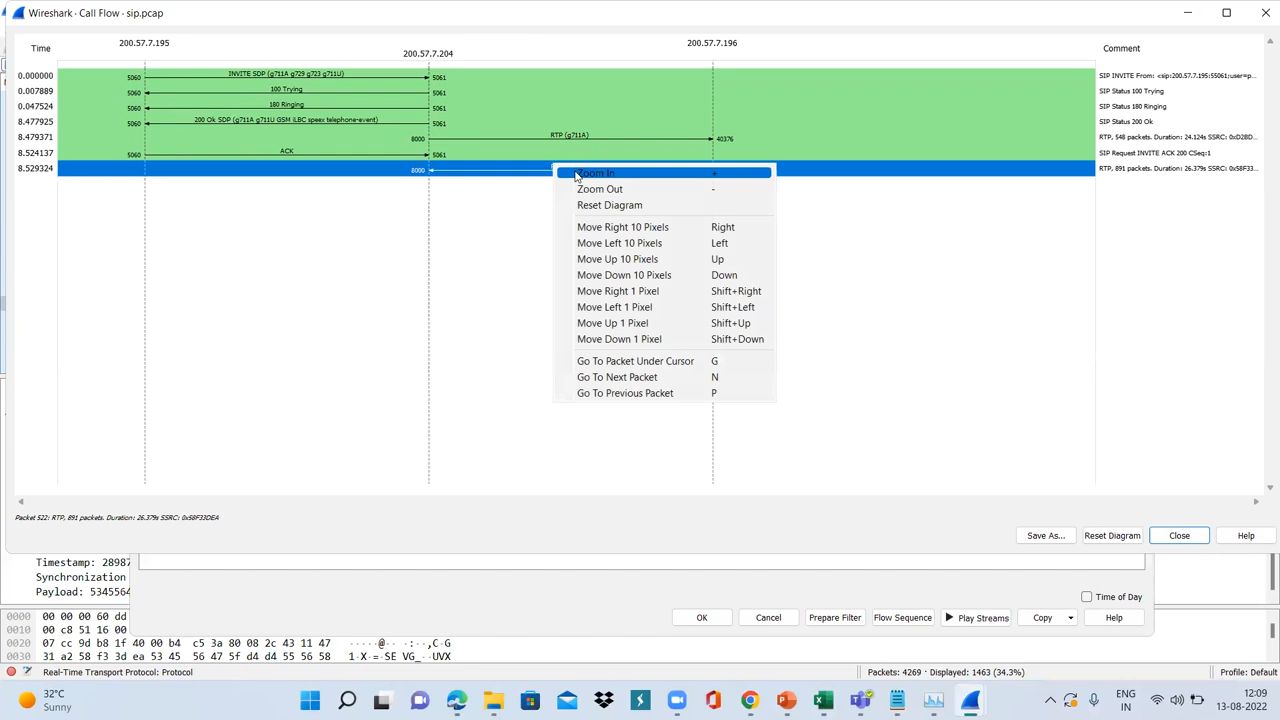 Wireshark · Call Flow · sip.pcap
200.57.7.195
200.57.7.196
Time
200.57.7.204
Comment
0.000000
5060
INVITE SDP (g711A g729 g723 g711U)
5061
SIP INVITE From: <sip:200.57.7.195:55061;user=p...
0.007889
5060
100 Trying
5061
SIP Status 100 Trying
0.047524
5060
180 Ringing
5061
SIP Status 180 Ringing
8.477925
5060
200 Ok SDP (g711A g711U GSM iLBC speex telephone-event)
5061
SIP Status 200 Ok
8.479371
8000
RTP (g711A)
40376
RTP, 548 packets. Duration: 24.124s SSRC: 0xD2BD...
8.524137
5060
ACK
5061
SIP Request INVITE ACK 200 CSeq:1
8.529324
8000
RTP, 891 packets. Duration: 26.379s SSRC: 0x58F33...
Zoom In +
Zoom Out -
Reset Diagram
Move Right 10 Pixels Right
Move Left 10 Pixels Left
Move Up 10 Pixels Up
Move Down 10 Pixels Down
Move Right 1 Pixel Shift+Right
Move Left 1 Pixel Shift+Left
Move Up 1 Pixel Shift+Up
Move Down 1 Pixel Shift+Down
Go To Packet Under Cursor G
Go To Next Packet N
Go To Previous Packet P
Packet 522: RTP, 891 packets. Duration: 26.379s SSRC: 0x58F33DEA
Save As...
Reset Diagram
Close
Help
Timestamp: 28987
Synchronization
Payload: 5345564
Time of Day
OK
Cancel
Prepare Filter
Flow Sequence
Play Streams
Copy
Help
0000 00 00 00 60 dd
0010 00 c8 51 16 00
0020 07 cc 9d b8 1f 40 00 b4 c5 3a 80 08 2c 43 11 47
0030 31 a2 58 f3 3d ea 53 45 56 47 5f d4 d4 55 56 58
Real-Time Transport Protocol: Protocol
Packets: 4269 · Displayed: 1463 (34.3%)
Profile: Default
32°C
Sunny
ENG
IN
12:09
13-08-2022